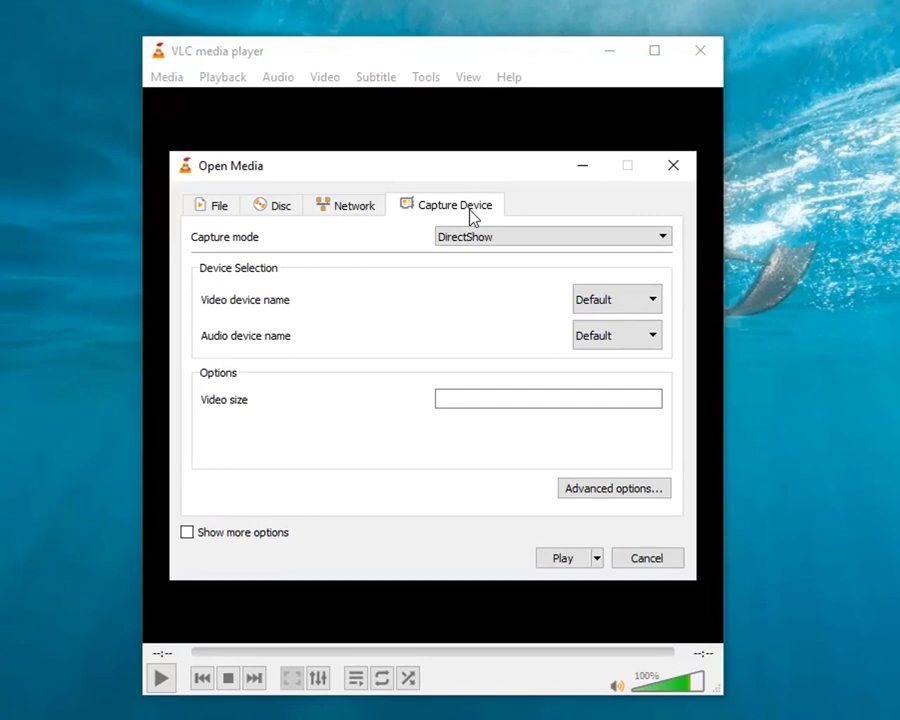 VLC media player
Media Playback Audio Video Subtitle Tools View Help
Open Media
File Disc Network Capture Device
Capture mode DirectShow
Device Selection
Video device name Default
Audio device name Default
Options
Video size
Advanced options...
Show more options
Play Cancel
--:-- --:--
100%